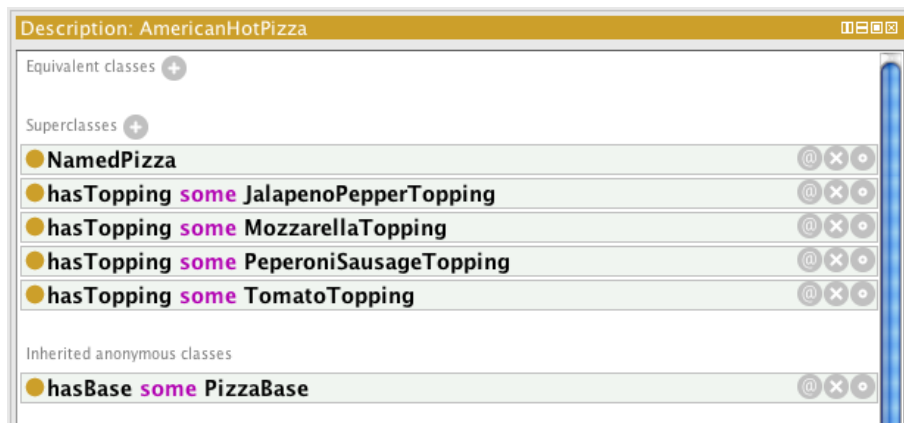 Description: AmericanHotPizza
Equivalent classes
Superclasses
NamedPizza
hasTopping some JalapenoPepperTopping
hasTopping some MozzarellaTopping
hasTopping some PeperoniSausageTopping
hasTopping some TomatoTopping
Inherited anonymous classes
hasBase some PizzaBase